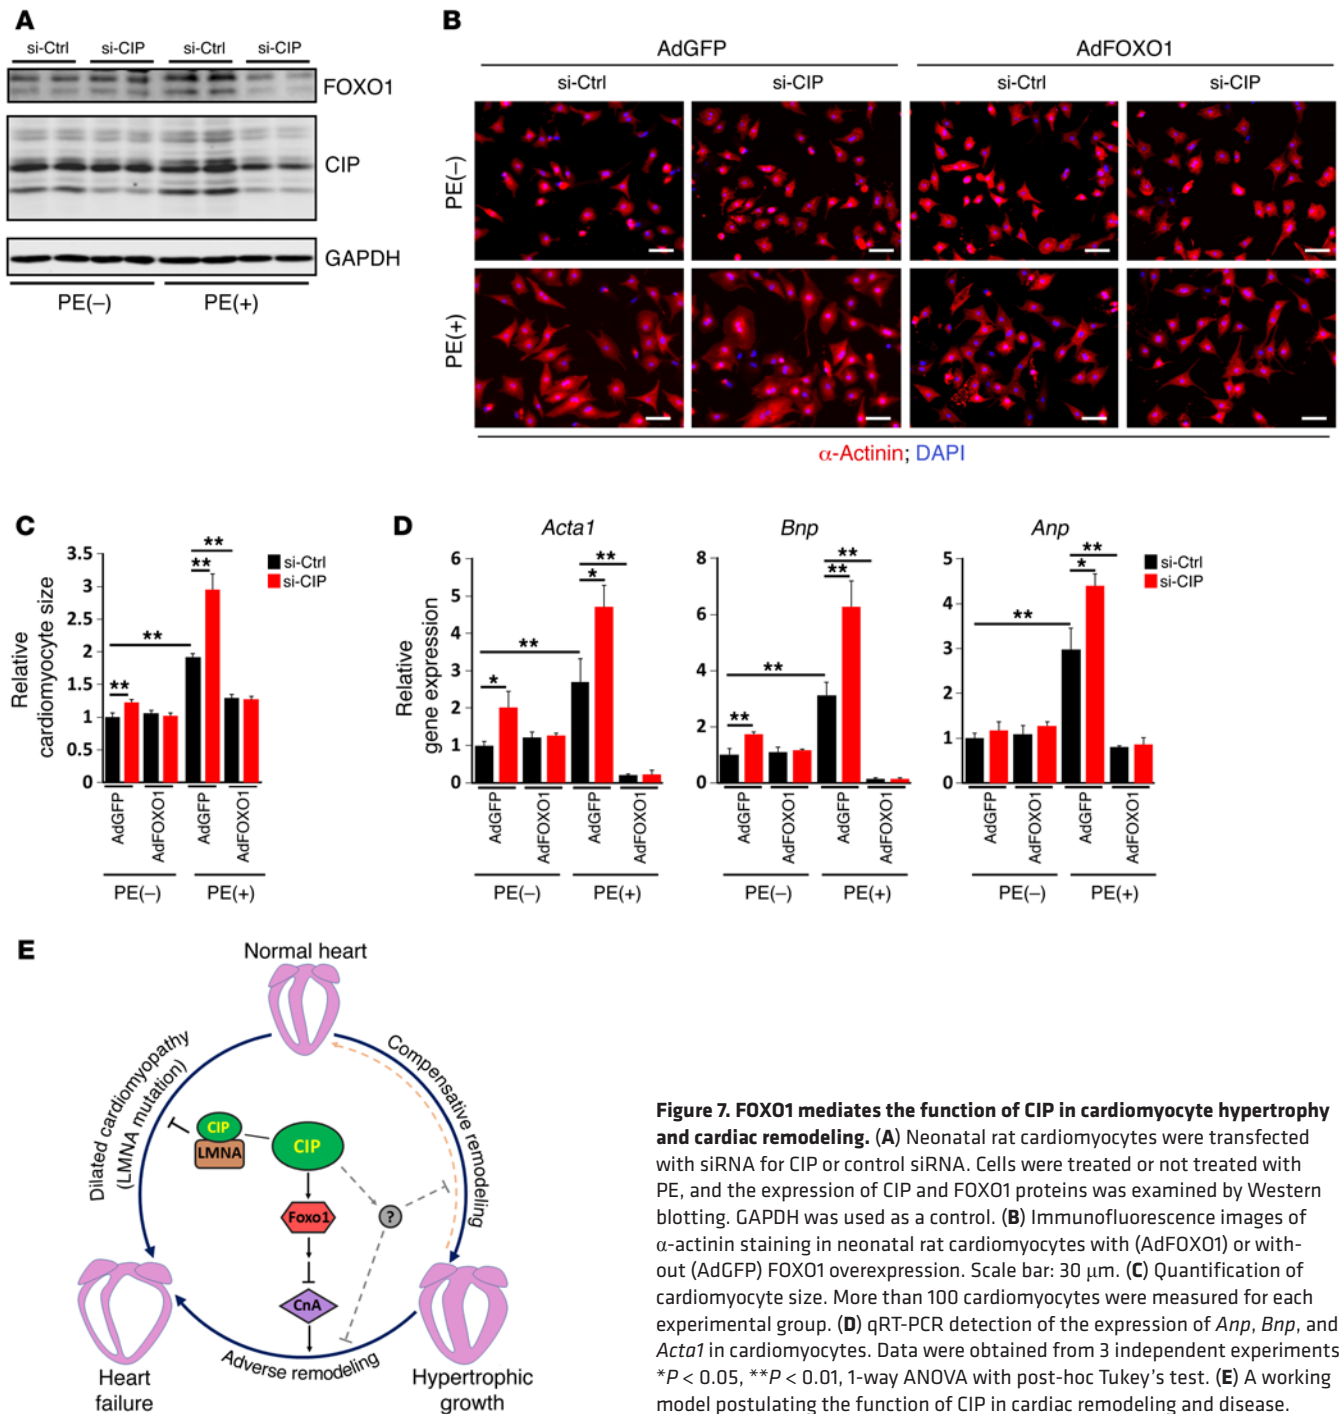 A
si-Ctrl si-CIP si-Ctrl si-CIP
FOXO1
CIP
GAPDH
PE(–) PE(+)
B
AdGFP AdFOXO1
si-Ctrl si-CIP si-Ctrl si-CIP
PE(–)
PE(+)
α-Actinin; DAPI
C
Relative
cardiomyocyte size
3.5
3
2.5
2
1.5
1
0.5
0
**
**
**
**
si-Ctrl
si-CIP
AdGFP
AdFOXO1
AdGFP
AdFOXO1
PE(–) PE(+)
D
Relative
gene expression
Acta1
6
5
4
3
2
1
0
**
*
**
*
AdGFP
AdFOXO1
AdGFP
AdFOXO1
PE(–) PE(+)
Bnp
8
6
4
2
0
**
**
**
**
AdGFP
AdFOXO1
AdGFP
AdFOXO1
PE(–) PE(+)
Anp
5
4
3
2
1
0
**
*
**
si-Ctrl
si-CIP
AdGFP
AdFOXO1
AdGFP
AdFOXO1
PE(–) PE(+)
E
Normal heart
Dilated cardiomyopathy
(LMNA mutation)
Compensative remodeling
CIP
LMNA
CIP
Foxo1
?
CnA
Adverse remodeling
Heart
failure
Hypertrophic
growth
Figure 7. FOXO1 mediates the function of CIP in cardiomyocyte hypertrophy
and cardiac remodeling. (A) Neonatal rat cardiomyocytes were transfected
with siRNA for CIP or control siRNA. Cells were treated or not treated with
PE, and the expression of CIP and FOXO1 proteins was examined by Western
blotting. GAPDH was used as a control. (B) Immunofluorescence images of
α-actinin staining in neonatal rat cardiomyocytes with (AdFOXO1) or with-
out (AdGFP) FOXO1 overexpression. Scale bar: 30 μm. (C) Quantification of
cardiomyocyte size. More than 100 cardiomyocytes were measured for each
experimental group. (D) qRT-PCR detection of the expression of Anp, Bnp, and
Acta1 in cardiomyocytes. Data were obtained from 3 independent experiments
*P < 0.05, **P < 0.01, 1-way ANOVA with post-hoc Tukey's test. (E) A working
model postulating the function of CIP in cardiac remodeling and disease.